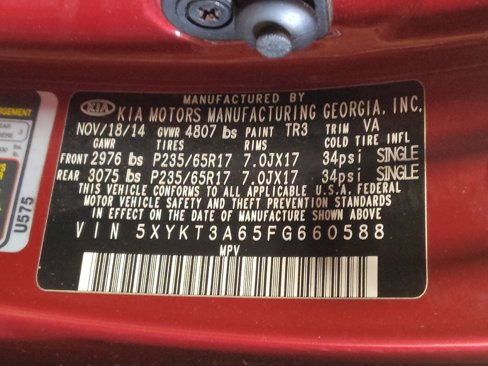 MANUFACTURED BY
KIA KIA MOTORS MANUFACTURING GEORGIA, INC.
NOV/18/14 GVWR 4807 lbs PAINT TR3 TRIM VA
GAWR TIRES RIMS COLD TIRE INFL
FRONT 2976 lbs P235/65R17 7.0JX17 34psi SINGLE
REAR 3075 lbs P235/65R17 7.0JX17 34psi SINGLE
THIS VEHICLE CONFORMS TO ALL APPLICABLE U.S.A. FEDERAL
MOTOR VEHICLE SAFETY AND THEFT PREVENTION STANDARDS
IN EFFECT ON THE DATE OF MANUFACTURE SHOWN ABOVE.
VIN 5XYKT3A65FG660588
MPV
U575